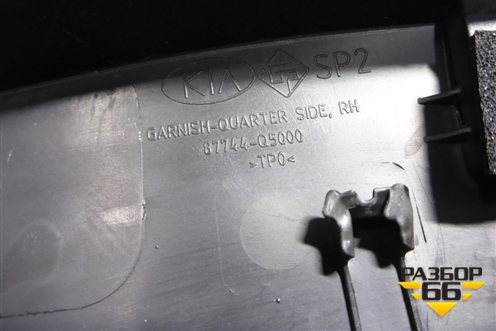 KIA SP2
GARNISH-QUARTER SIDE, RH
87744-Q5000
>TPO<
РАЗБОР
66